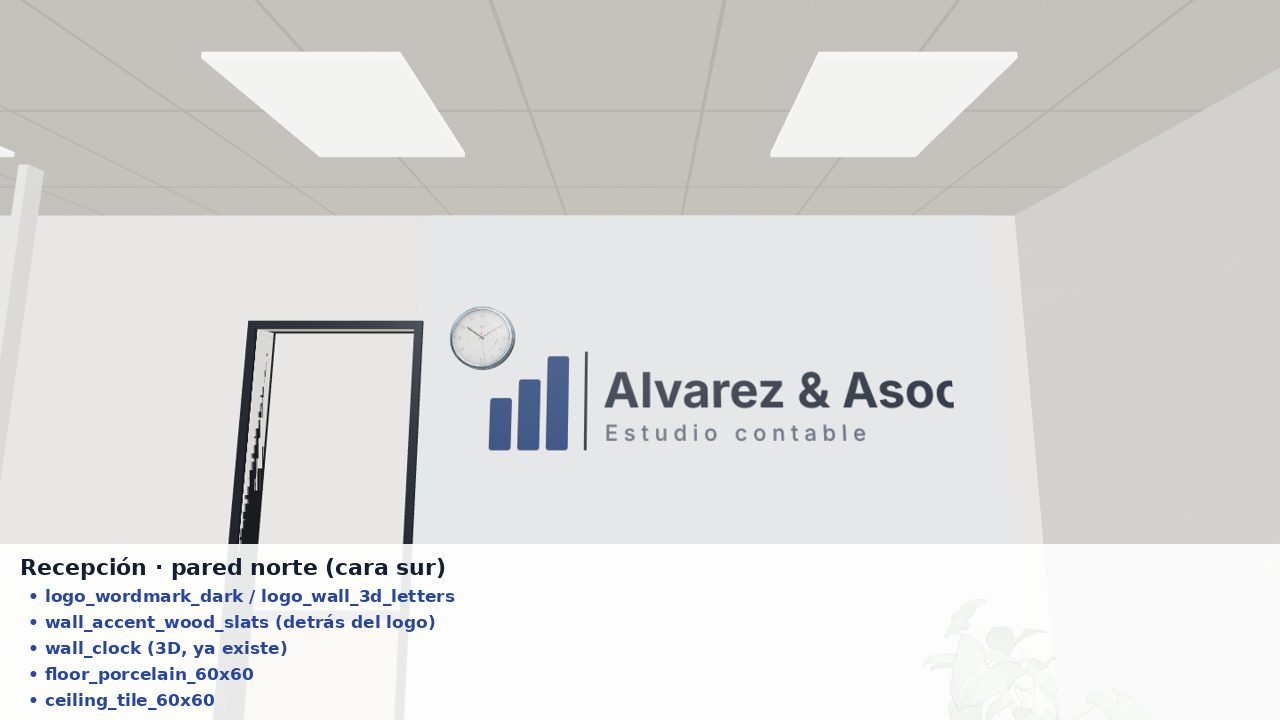 Alvarez & Asoc
Estudio contable
Recepción · pared norte (cara sur)
• logo_wordmark_dark / logo_wall_3d_letters
• wall_accent_wood_slats (detrás del logo)
• wall_clock (3D, ya existe)
• floor_porcelain_60x60
• ceiling_tile_60x60